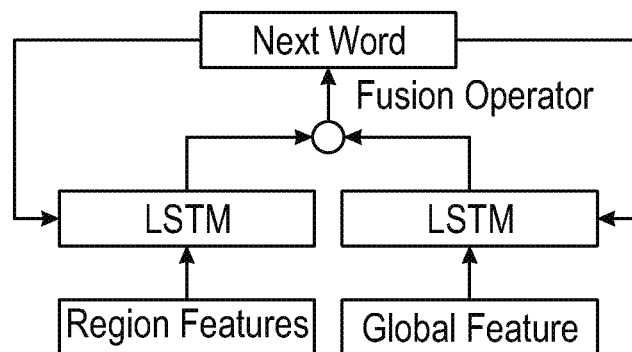 Next Word
Fusion Operator
LSTM
LSTM
Region Features
Global Feature